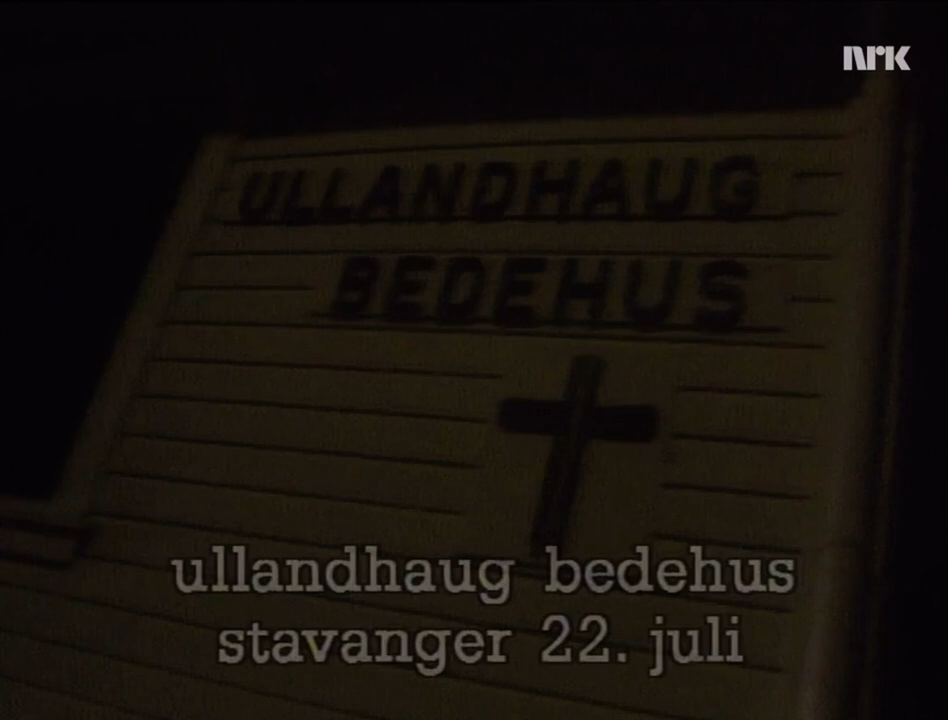 nrk
ULLANDHAUG
BEDEHUS
ullandhaug bedehus
stavanger 22. juli